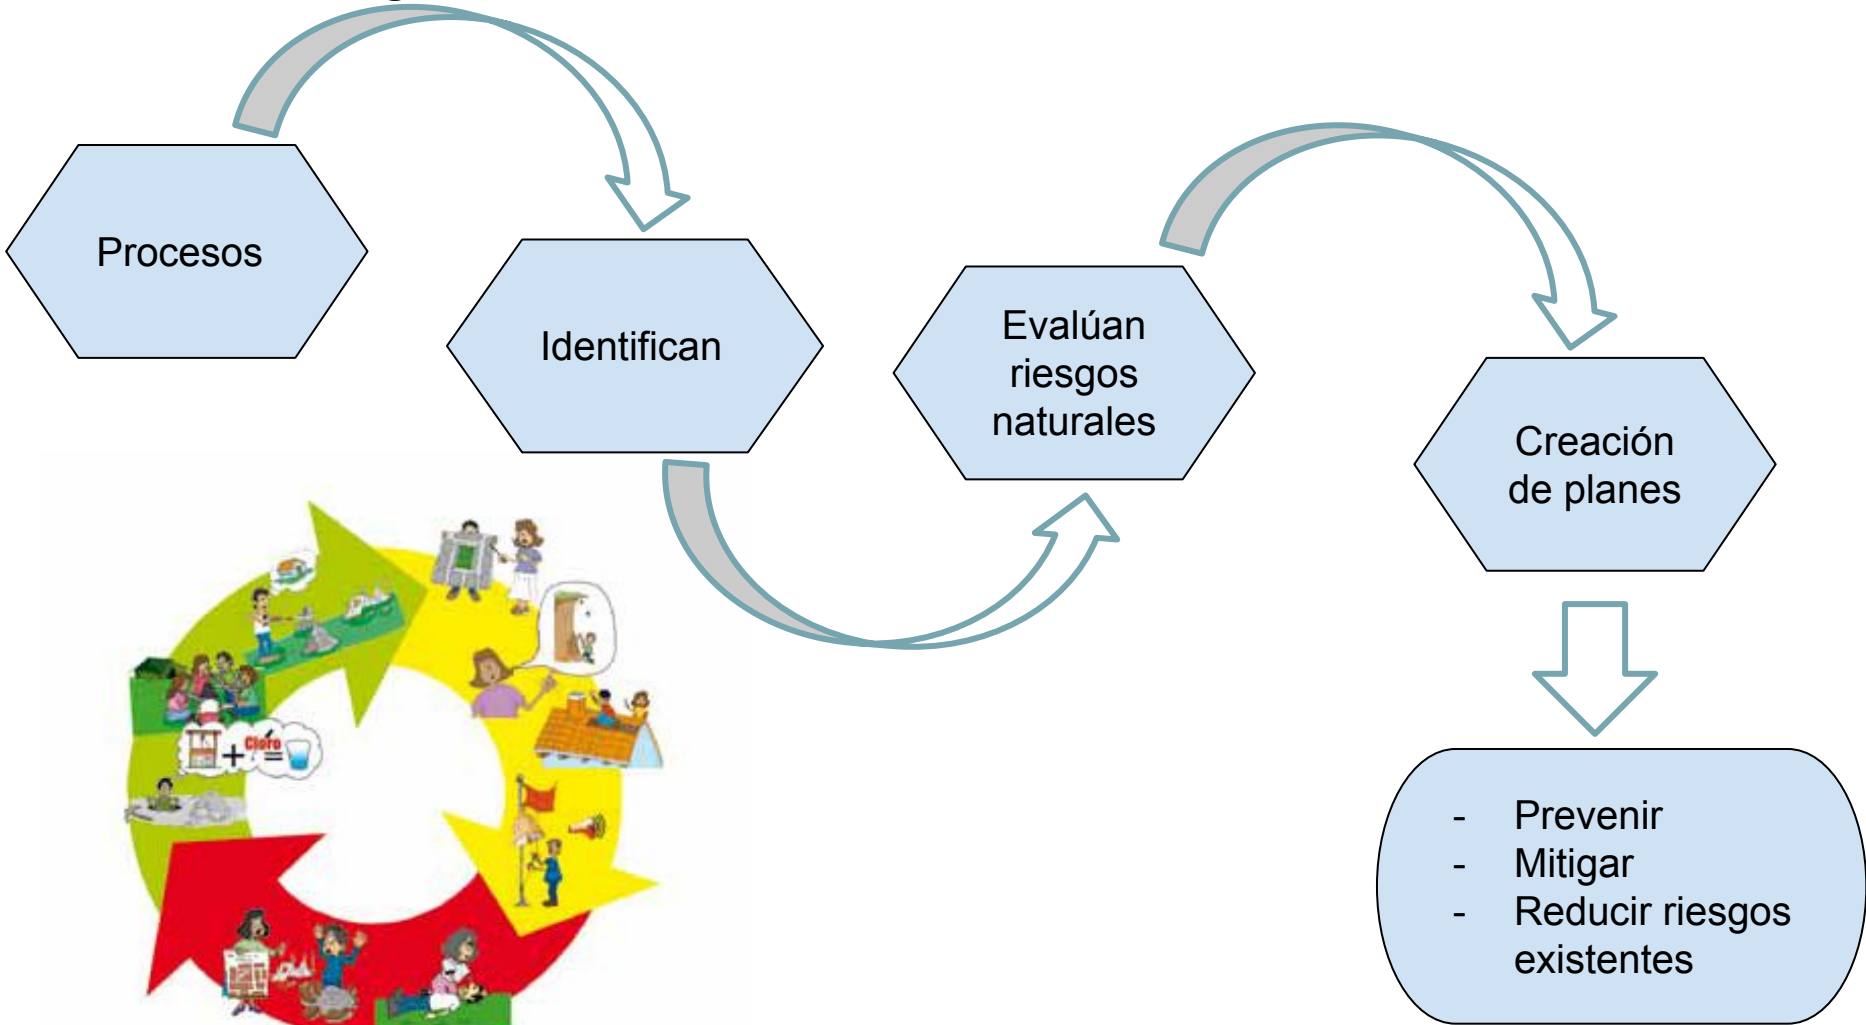 Procesos
Identifican
Evalúan
riesgos
naturales
Creación
de planes
- Prevenir
- Mitigar
- Reducir riesgos
existentes
+ Cloro =